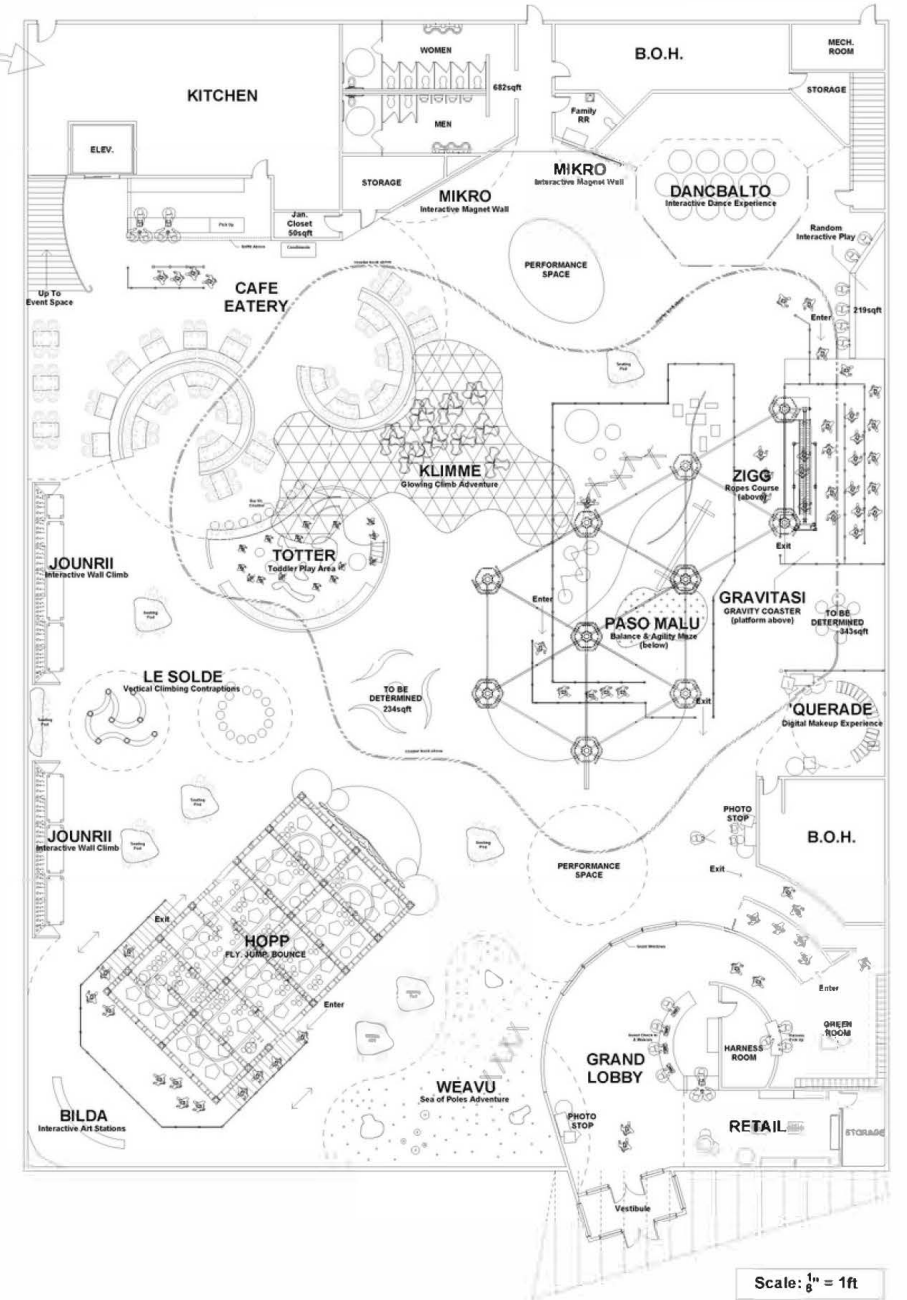 WOMEN
B.O.H.
MECH.
ROOM
KITCHEN
682sqft
STORAGE
Family
RR
MEN
ELEV.
STORAGE
MIKRO
Interactive Magnet Wall
MIKRO
Interactive Magnet Wall
DANCBALTO
Interactive Dance Experience
Jan.
Closet
50sqft
Pick Up
Condiments
Random
Interactive Play
PERFORMANCE
SPACE
CAFE
EATERY
Up To
Event Space
219sqft
Enter
Seating
Pod
KLIMME
Glowing Climb Adventure
ZIGG
Ropes Course
(above)
TOTTER
Toddler Play Area
Exit
JOUNRII
Interactive Wall Climb
GRAVITASI
GRAVITY COASTER
(platform above)
Enter
PASO MALU
Balance & Agility Maze
(below)
TO BE
DETERMINED
343sqft
Seating
Pod
LE SOLDE
Vertical Climbing Contraptions
TO BE
DETERMINED
234sqft
Exit
'QUERADE
Digital Makeup Experience
Seating
Pod
Seating
Pod
PHOTO
STOP
B.O.H.
JOUNRII
Interactive Wall Climb
Seating
Pod
Seating
Pod
PERFORMANCE
SPACE
Exit
Exit
HOPP
FLY. JUMP. BOUNCE
Enter
Enter
GREEN
ROOM
HARNESS
ROOM
GRAND
LOBBY
WEAVU
Sea of Poles Adventure
BILDA
Interactive Art Stations
PHOTO
STOP
RETAIL
STORAGE
Vestibule
Scale: 1/8" = 1ft